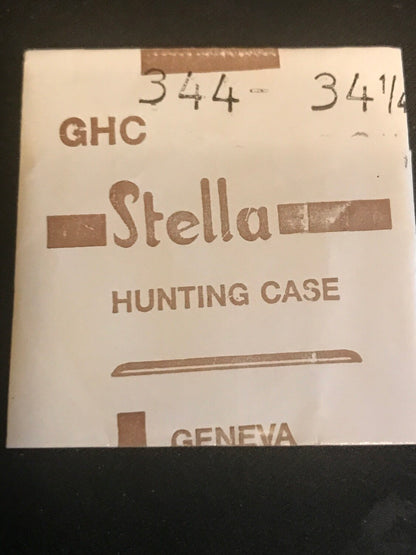 344- 34¼
GHC
Stella
HUNTING CASE
GENEVA